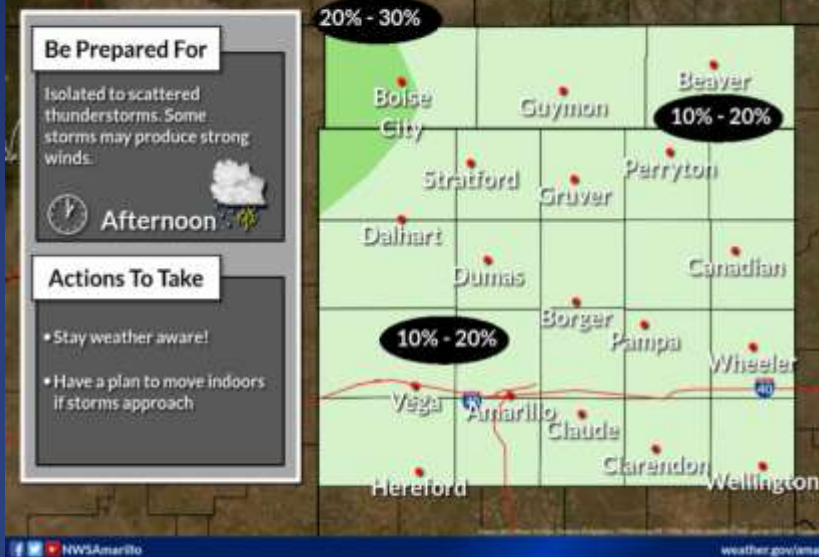 Be Prepared For
Isolated to scattered
thunderstorms. Some
storms may produce strong
winds.
Afternoon
Actions To Take
• Stay weather aware!
• Have a plan to move indoors
if storms approach
20% - 30%
Boise
City
Guymon
Beaver
10% - 20%
Stratford
Gruver
Perryton
Dalhart
Dumas
Canadian
Borger
10% - 20%
Pampa
Wheeler
40
Vega
40
Amarillo
Claude
Clarendon
Hereford
Wellington
NWSAmarillo
weather.gov/ama